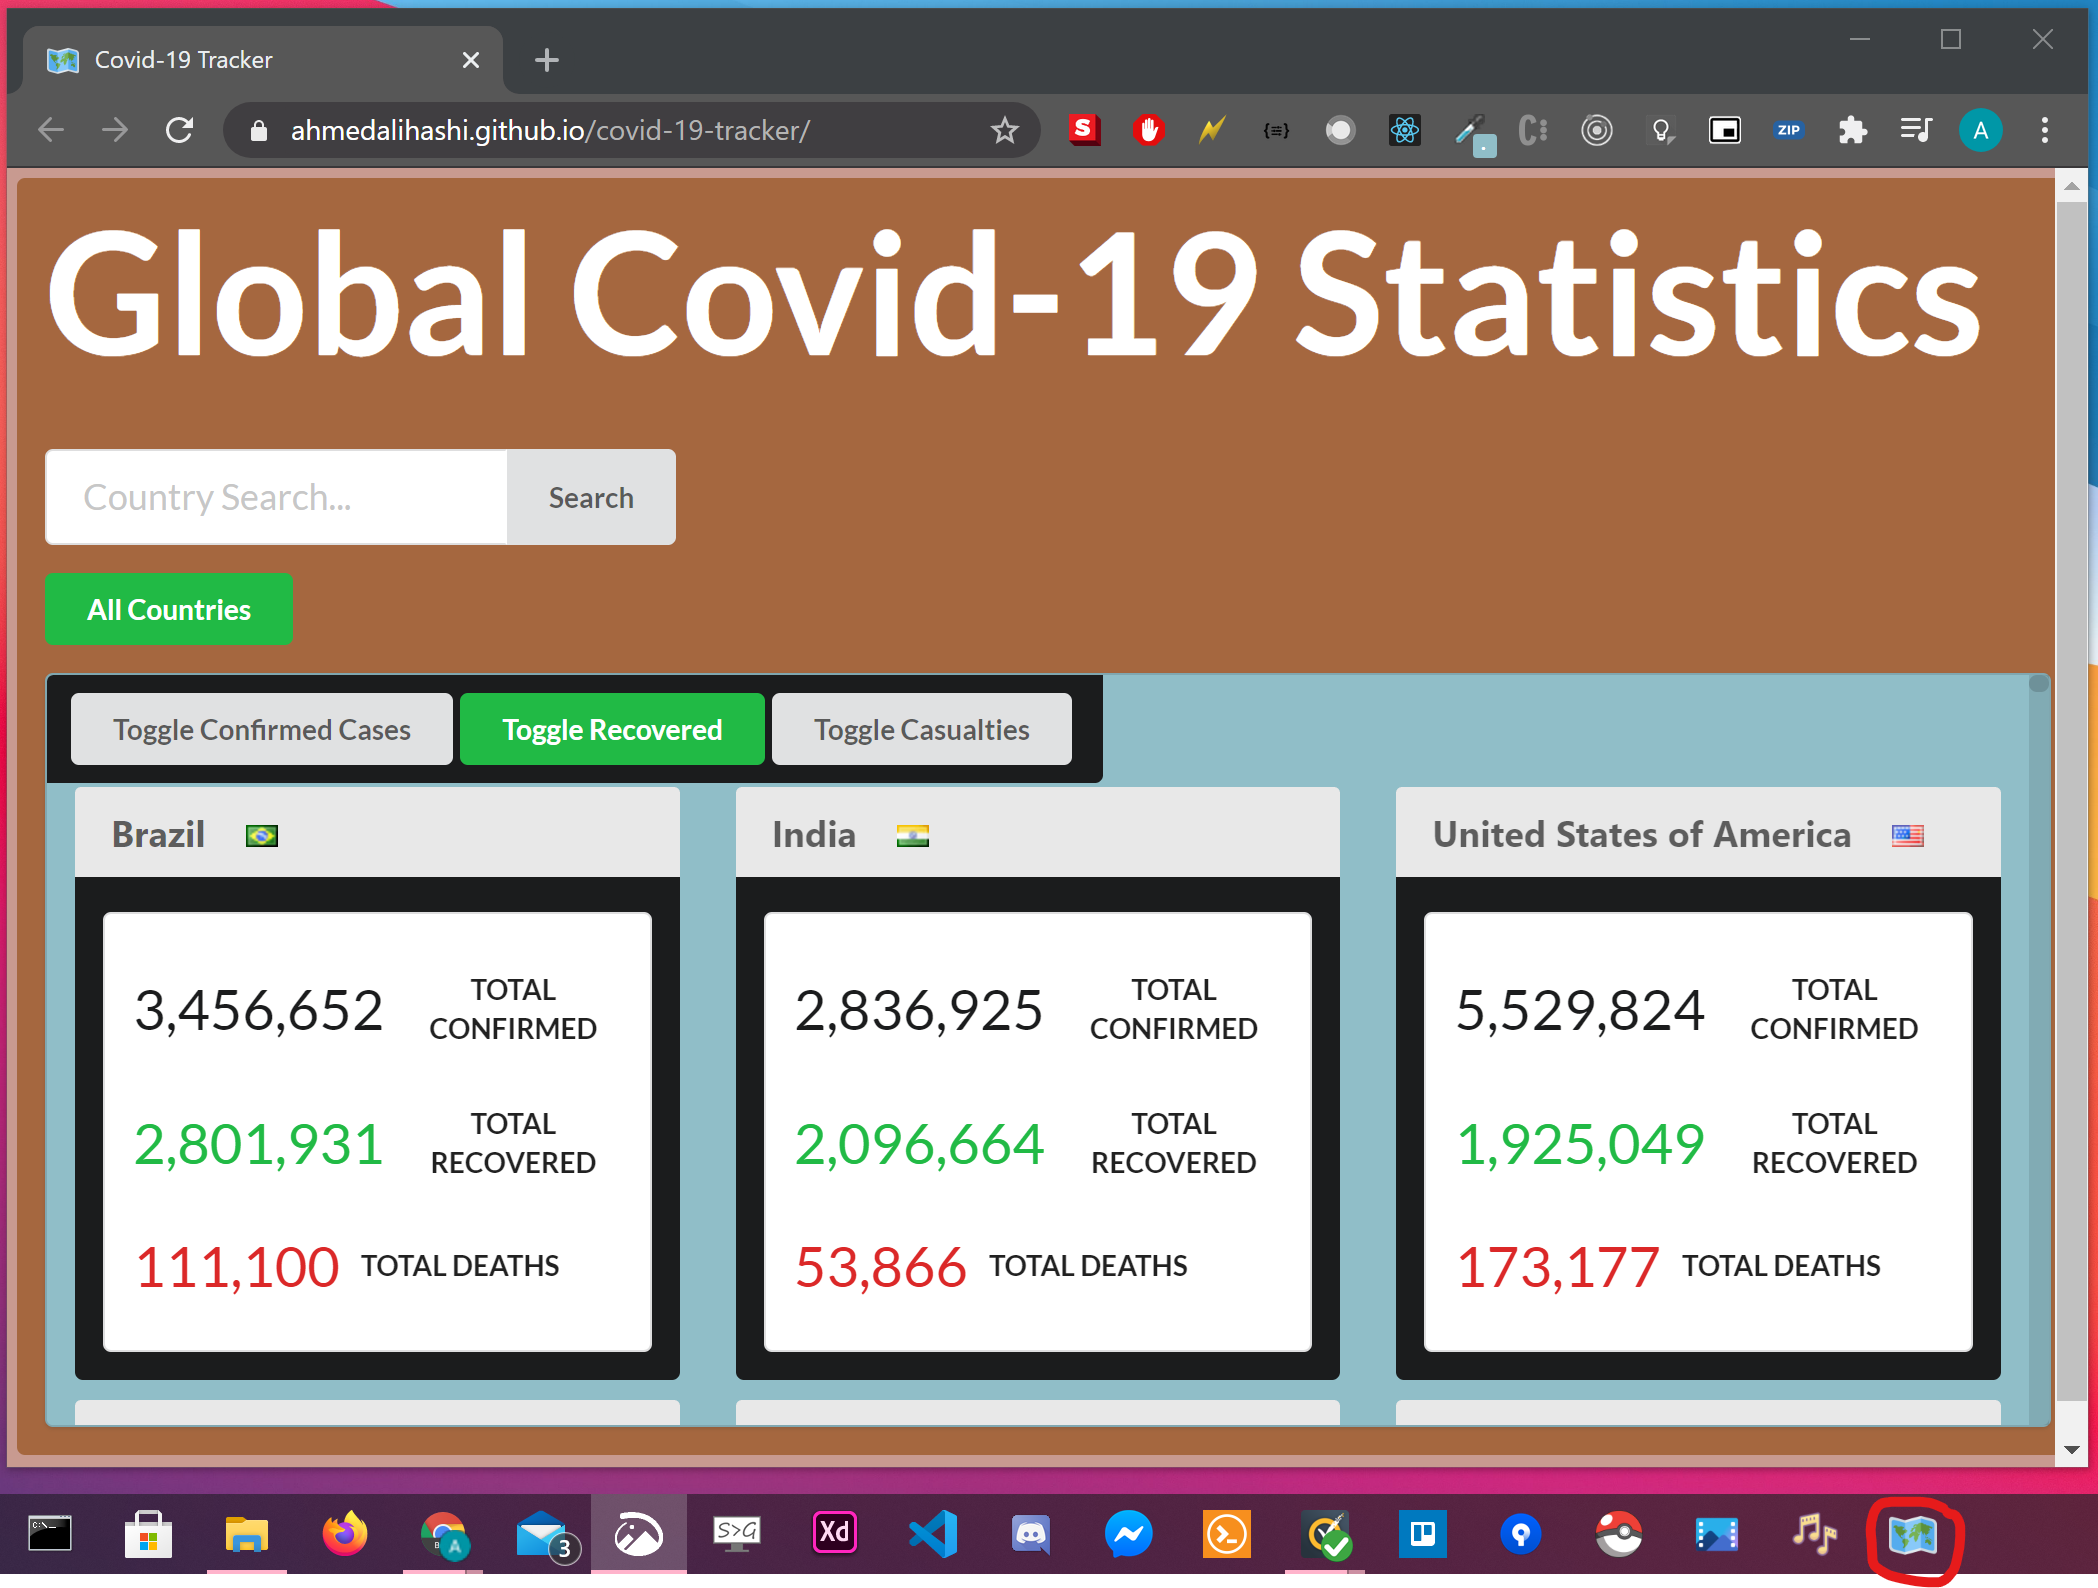 Covid-19 Tracker
ahmedalihashi.github.io/covid-19-tracker/
S
ZIP
A
Global Covid-19 Statistics
Country Search...
Search
All Countries
Toggle Confirmed Cases
Toggle Recovered
Toggle Casualties
Brazil
India
United States of America
3,456,652
TOTAL
CONFIRMED
2,801,931
TOTAL
RECOVERED
111,100
TOTAL DEATHS
2,836,925
TOTAL
CONFIRMED
2,096,664
TOTAL
RECOVERED
53,866
TOTAL DEATHS
5,529,824
TOTAL
CONFIRMED
1,925,049
TOTAL
RECOVERED
173,177
TOTAL DEATHS
A
3
S>G
Xd